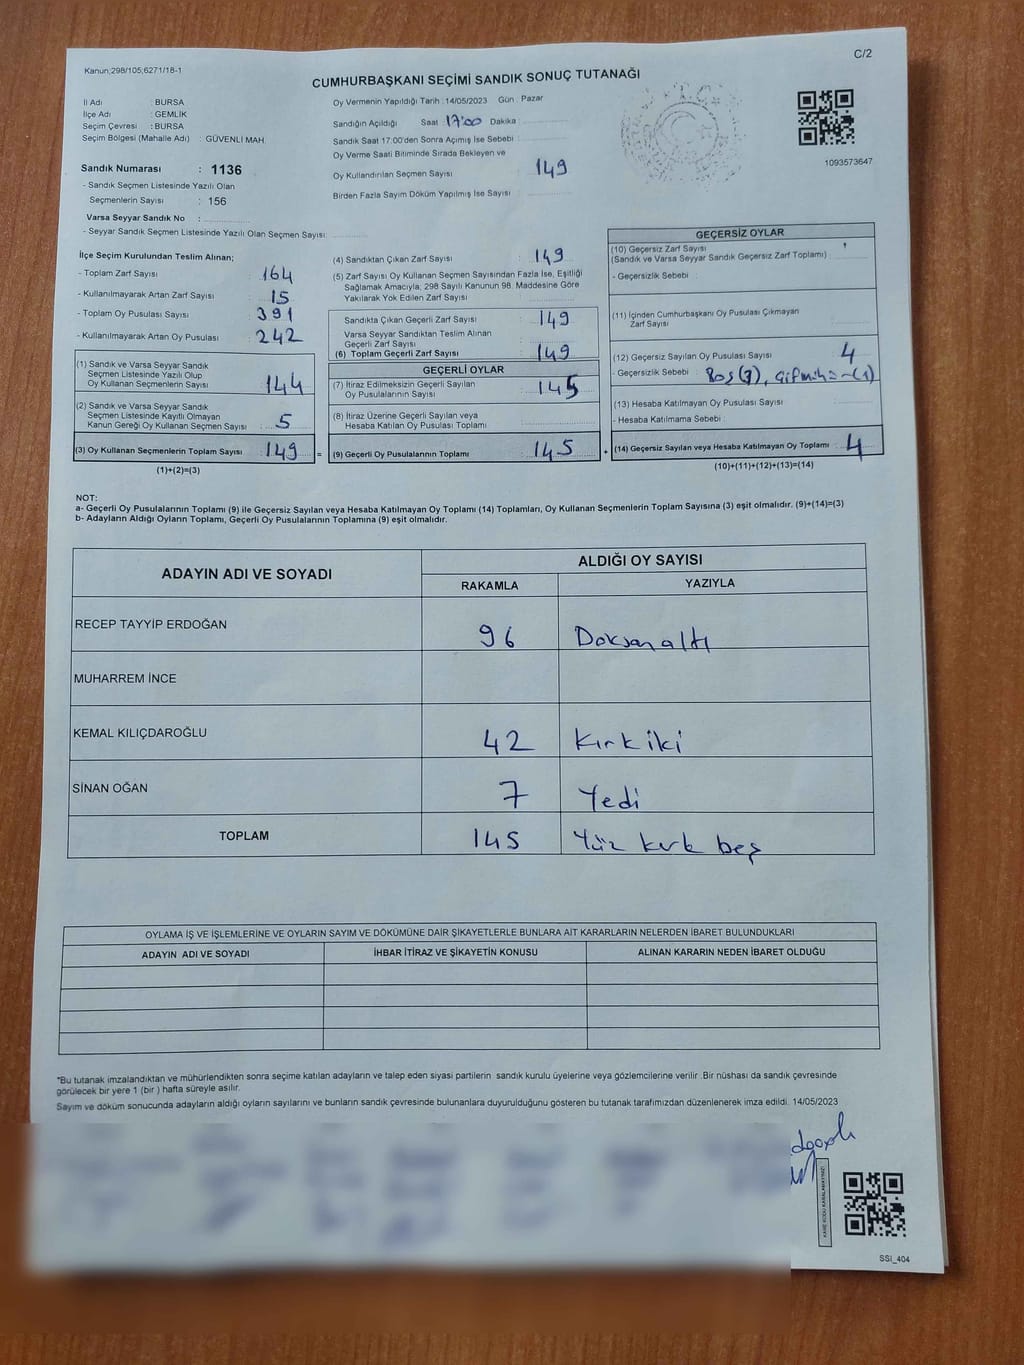 C/2
Kanun;298/105;6271/18-1
CUMHURBAŞKANI SEÇİMİ SANDIK SONUÇ TUTANAĞI
İl Adı : BURSA
İlçe Adı : GEMLİK
Seçim Çevresi : BURSA
Seçim Bölgesi (Mahalle Adı) : GÜVENLİ MAH.
Sandık Numarası : 1136
- Sandık Seçmen Listesinde Yazılı Olan
Seçmenlerin Sayısı : 156
Varsa Seyyar Sandık No :
- Seyyar Sandık Seçmen Listesinde Yazılı Olan Seçmen Sayısı:
Oy Vermenin Yapıldığı Tarih : 14/05/2023 Gün : Pazar
Sandığın Açıldığı Saat 17:00 Dakika :
Sandık Saat 17:00'den Sonra Açımış İse Sebebi :
Oy Verme Saati Bitiminde Sırada Bekleyen ve
Oy Kullandırılan Seçmen Sayısı : 149
Birden Fazla Sayım Döküm Yapılmış İse Sayısı :
1093573647
İlçe Seçim Kurulundan Teslim Alınan;
- Toplam Zarf Sayısı : 164
- Kullanılmayarak Artan Zarf Sayısı : 15
- Toplam Oy Pusulası Sayısı : 391
- Kullanılmayarak Artan Oy Pusulası : 242
(1) Sandık ve Varsa Seyyar Sandık
Seçmen Listesinde Yazılı Olup
Oy Kullanan Seçmenlerin Sayısı : 144
(2) Sandık ve Varsa Seyyar Sandık
Seçmen Listesinde Kayıtlı Olmayan
Kanun Gereği Oy Kullanan Seçmen Sayısı : 5
(3) Oy Kullanan Seçmenlerin Toplam Sayısı : 149 =
(1)+(2)=(3)
(4) Sandıktan Çıkan Zarf Sayısı : 149
(5) Zarf Sayısı Oy Kullanan Seçmen Sayısından Fazla İse, Eşitliği
Sağlamak Amacıyla; 298 Sayılı Kanunun 98. Maddesine Göre
Yakılarak Yok Edilen Zarf Sayısı :
Sandıkta Çıkan Geçerli Zarf Sayısı : 149
Varsa Seyyar Sandıktan Teslim Alınan
Geçerli Zarf Sayısı :
(6) Toplam Geçerli Zarf Sayısı : 149
GEÇERLİ OYLAR
(7) İtiraz Edilmeksizin Geçerli Sayılan
Oy Pusulasının Sayısı : 145
(8) İtiraz Üzerine Geçerli Sayılan veya
Hesaba Katılan Oy Pusulası Toplamı :
(9) Geçerli Oy Pusulalarının Toplamı : 145 +
GEÇERSİZ OYLAR
(10) Geçersiz Zarf Sayısı
(Sandık ve Varsa Seyyar Sandık Geçersiz Zarf Toplamı) :
- Geçersizlik Sebebi :
(11) İçinden Cumhurbaşkanı Oy Pusulası Çıkmayan
Zarf Sayısı :
(12) Geçersiz Sayılan Oy Pusulası Sayısı : 4
- Geçersizlik Sebebi : Boş(3),
(13) Hesaba Katılmayan Oy Pusulası Sayısı :
- Hesaba Katılmama Sebebi :
(14) Geçersiz Sayılan veya Hesaba Katılmayan Oy Toplamı : 4
(10)+(11)+(12)+(13)=(14)
NOT:
a- Geçerli Oy Pusulalarının Toplamı (9) ile Geçersiz Sayılan veya Hesaba Katılmayan Oy Toplamı (14) Toplamları, Oy Kullanan Seçmenlerin Toplam Sayısına (3) eşit olmalıdır. (9)+(14)=(3)
b- Adayların Aldığı Oyların Toplamı, Geçerli Oy Pusulalarının Toplamına (9) eşit olmalıdır.
ADAYIN ADI VE SOYADI
ALDIĞI OY SAYISI
RAKAMLA YAZIYLA
RECEP TAYYİP ERDOĞAN 96 Doksan altı
MUHARREM İNCE
KEMAL KILIÇDAROĞLU 42 Kırk iki
SİNAN OĞAN 7 Yedi
TOPLAM 145 Yüz kırk beş
OYLAMA İŞ VE İŞLEMLERİNE VE OYLARIN SAYIM VE DÖKÜMÜNE DAİR ŞİKAYETLERLE BUNLARA AİT KARARLARIN NELERDEN İBARET BULUNDUKLARI
ADAYIN ADI VE SOYADI İHBAR İTİRAZ VE ŞİKAYETİN KONUSU ALINAN KARARIN NEDEN İBARET OLDUĞU
*Bu tutanak imzalandıktan ve mühürlendikten sonra seçime katılan adayların ve talep eden siyasi partilerin sandık kurulu üyelerine veya gözlemcilerine verilir .Bir nüshası da sandık çevresinde
görülecek bir yere 1 (bir ) hafta süreyle asılır.
Sayım ve döküm sonucunda adayların aldığı oyların sayılarını ve bunların sandık çevresinde bulunanlara duyurulduğunu gösteren bu tutanak tarafımızdan düzenlenerek imza edildi. 14/05/2023
SSİ_404